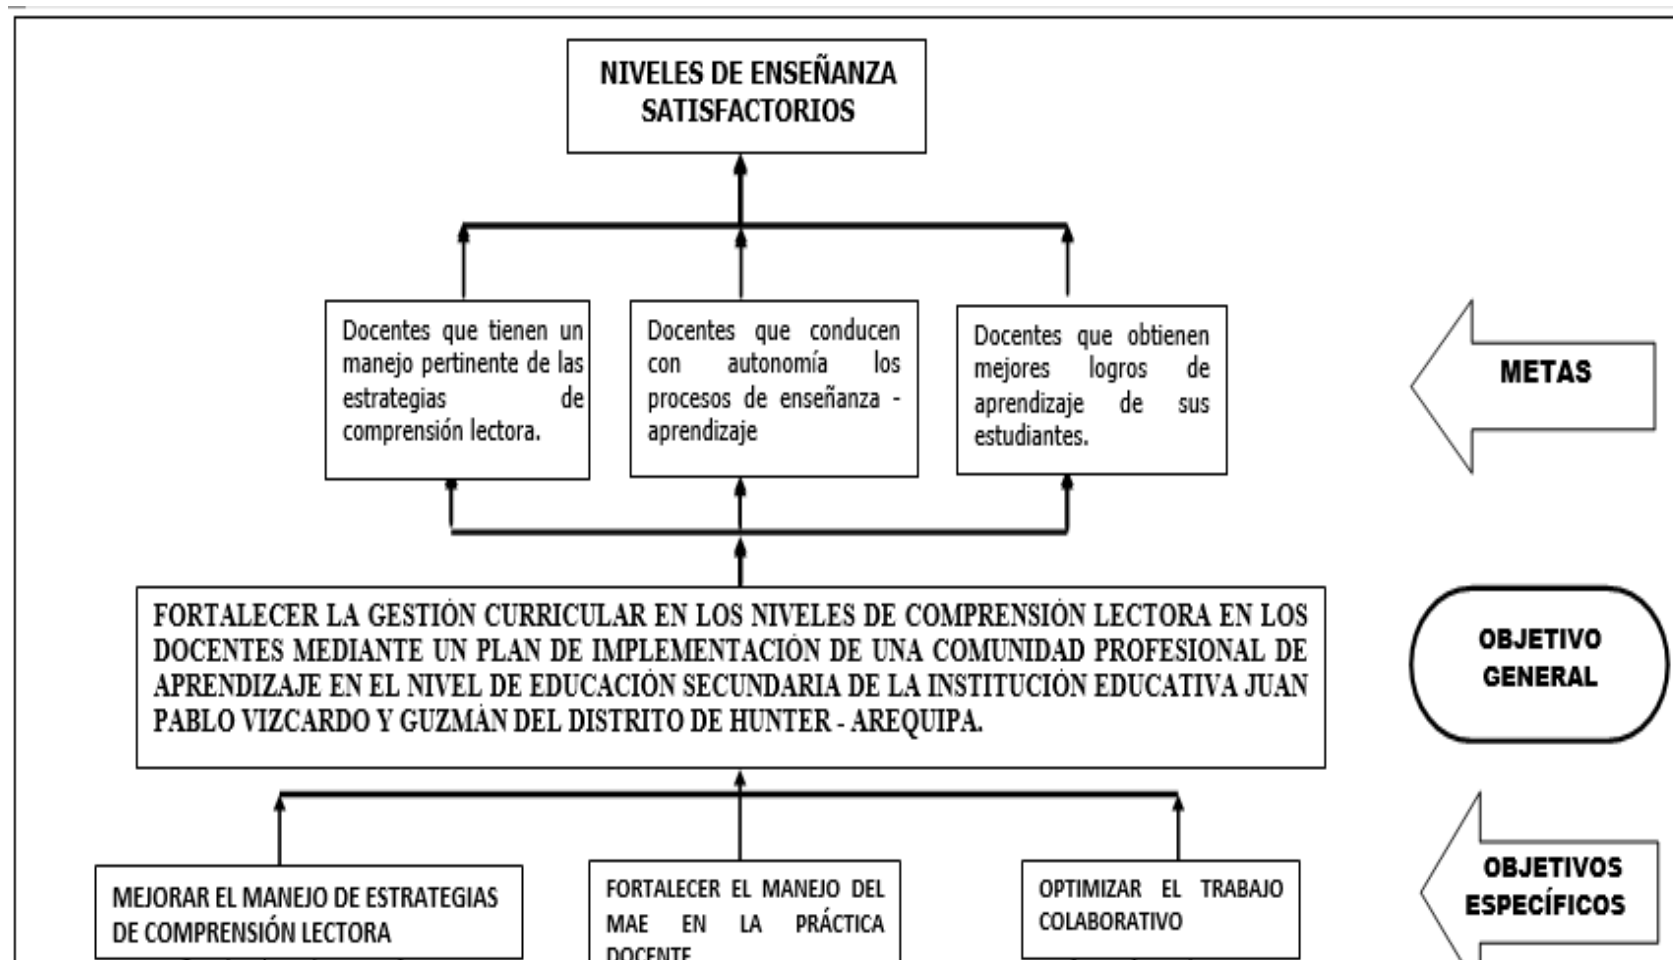 NIVELES DE ENSEÑANZA
SATISFACTORIOS
Docentes que tienen un
manejo pertinente de las
estrategias de
comprensión lectora.
Docentes que conducen
con autonomía los
procesos de enseñanza -
aprendizaje
Docentes que obtienen
mejores logros de
aprendizaje de sus
estudiantes.
METAS
FORTALECER LA GESTIÓN CURRICULAR EN LOS NIVELES DE COMPRENSIÓN LECTORA EN LOS
DOCENTES MEDIANTE UN PLAN DE IMPLEMENTACIÓN DE UNA COMUNIDAD PROFESIONAL DE
APRENDIZAJE EN EL NIVEL DE EDUCACIÓN SECUNDARIA DE LA INSTITUCIÓN EDUCATIVA JUAN
PABLO VIZCARDO Y GUZMÁN DEL DISTRITO DE HUNTER - AREQUIPA.
OBJETIVO
GENERAL
MEJORAR EL MANEJO DE ESTRATEGIAS
DE COMPRENSIÓN LECTORA
FORTALECER EL MANEJO DEL
MAE EN LA PRÁCTICA
DOCENTE
OPTIMIZAR EL TRABAJO
COLABORATIVO
OBJETIVOS
ESPECÍFICOS